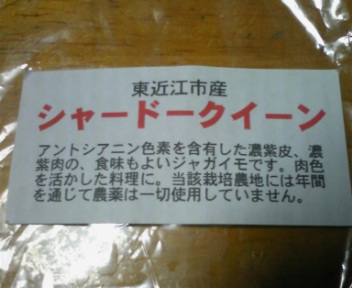 東近江市産
シャードークイーン
アントシアニン色素を含有した濃紫皮、濃
紫肉の、食味もよいジャガイモです。肉色
を活かした料理に。当該栽培農地には年間
を通じて農薬は一切使用していません。